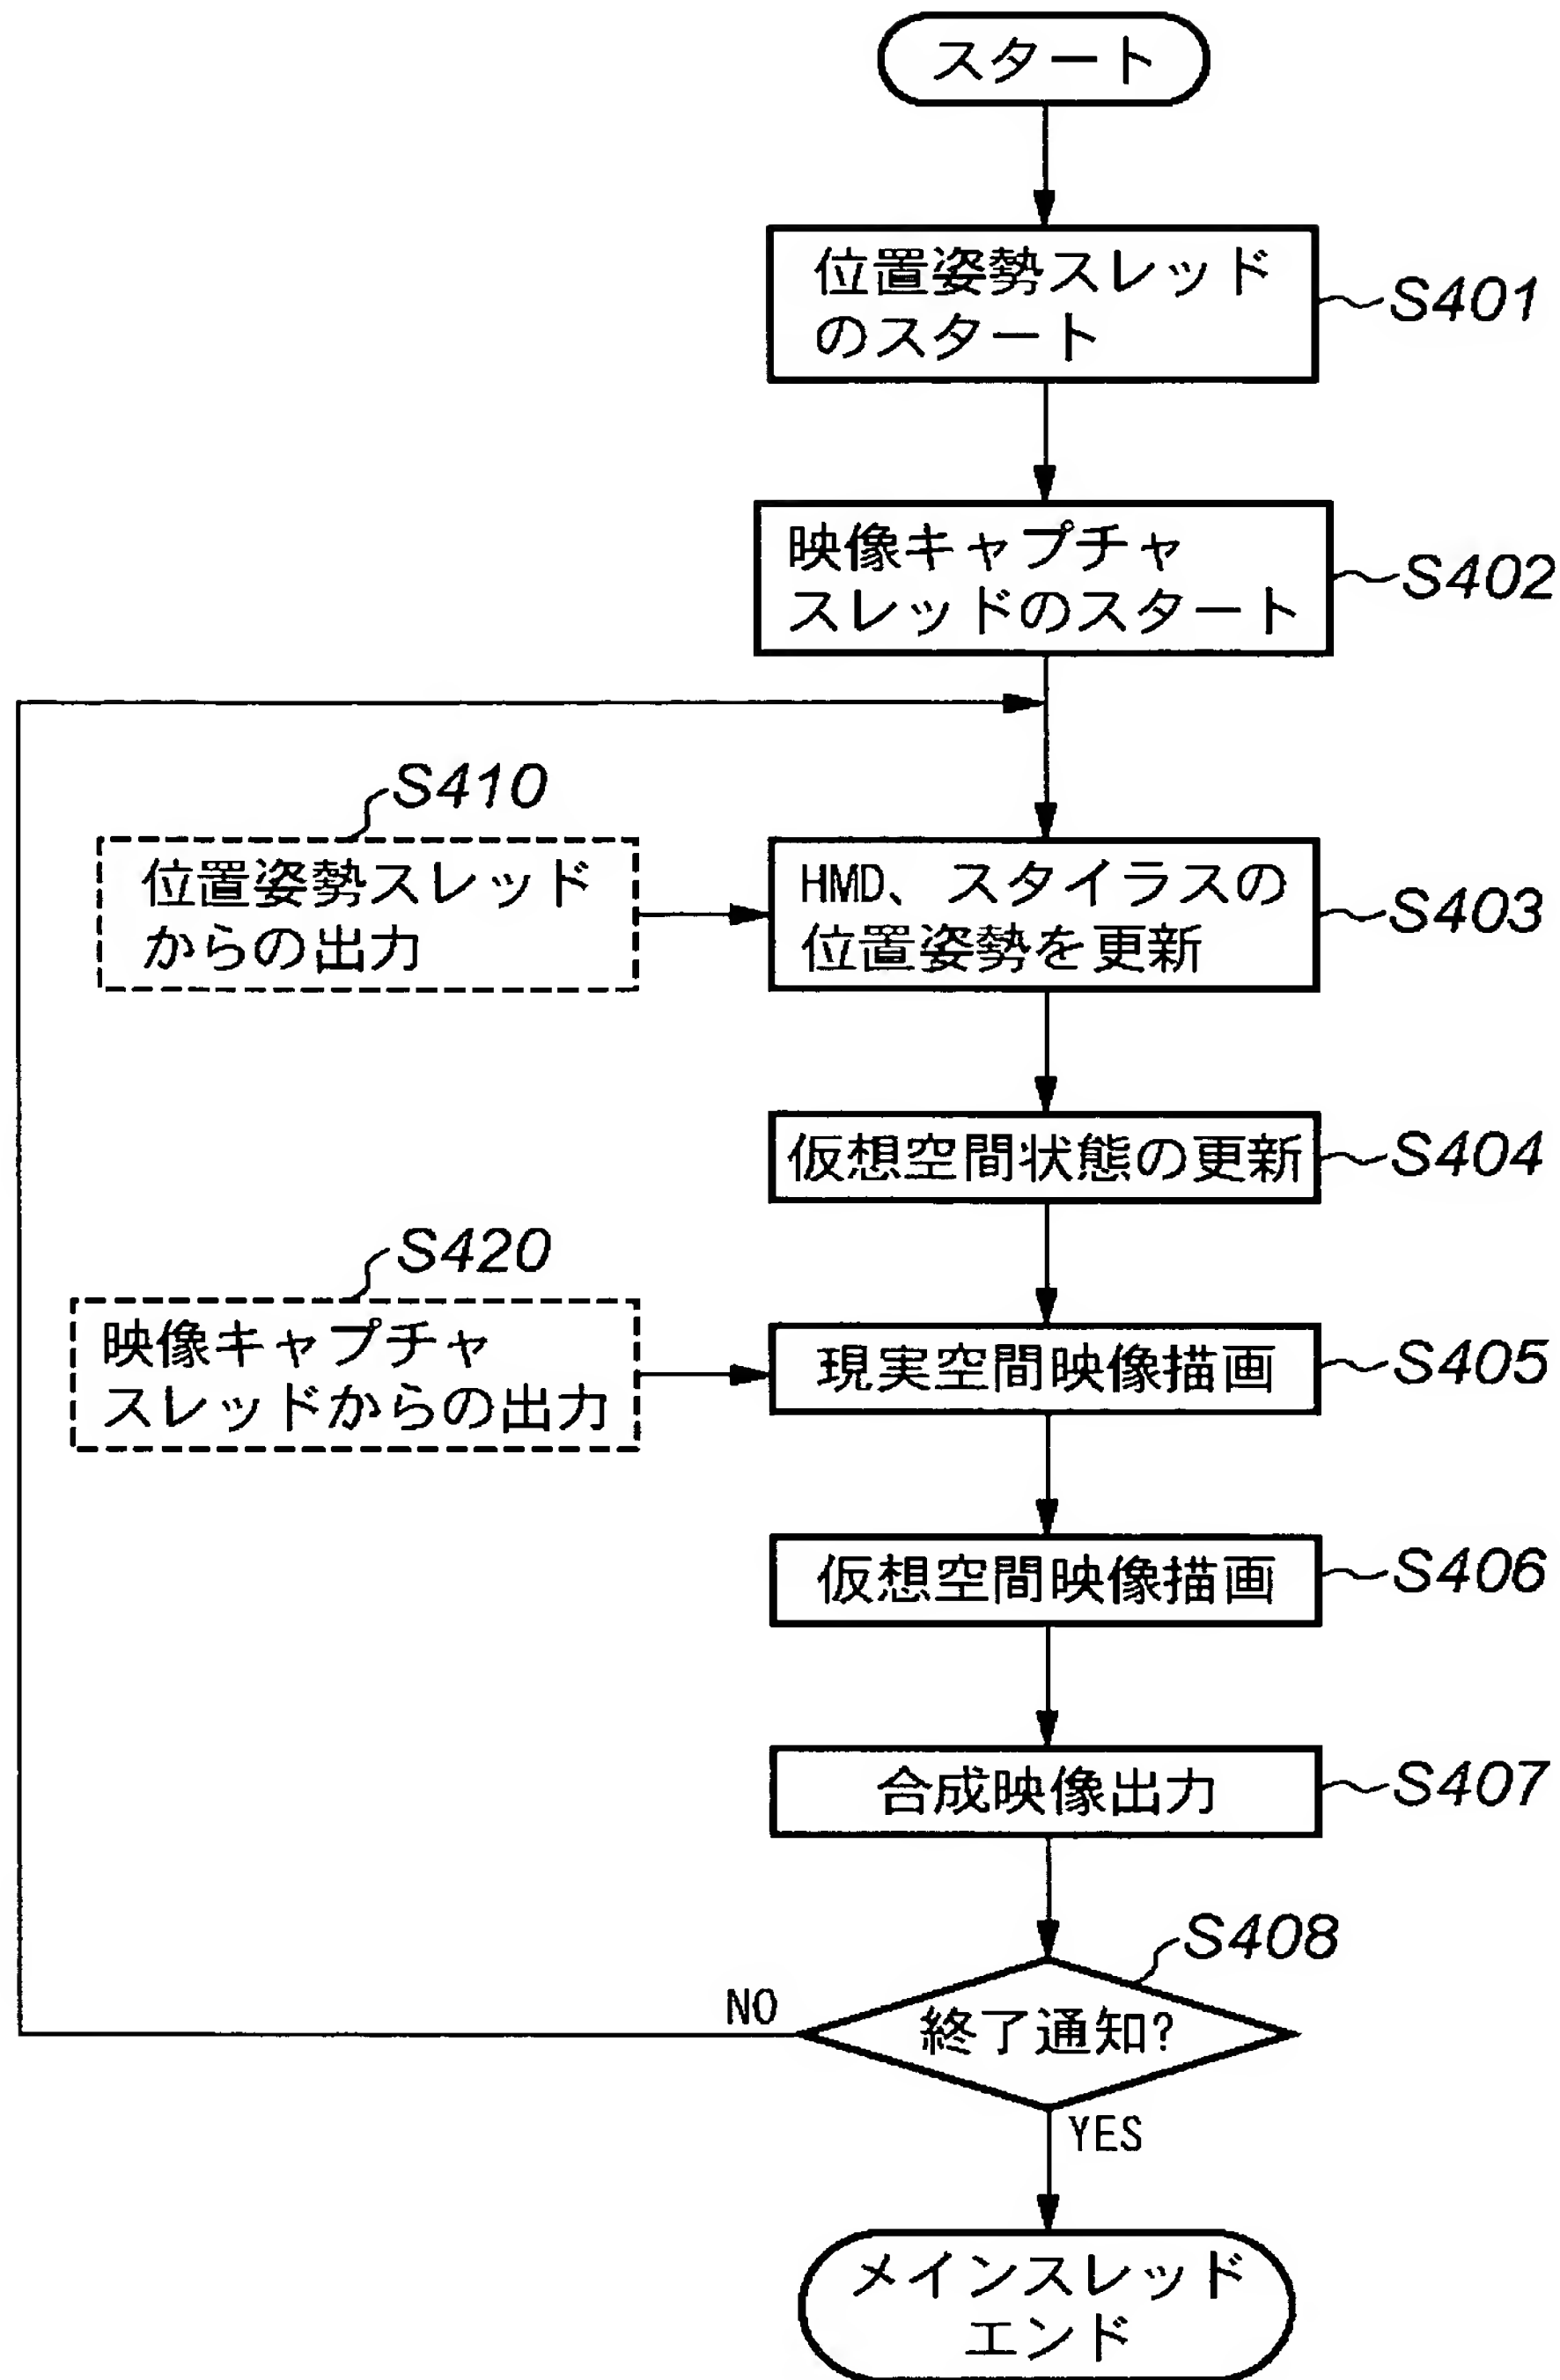 スタート
位置姿勢スレッド
のスタート
S401
映像キャプチャ
スレッドのスタート
S402
S410
位置姿勢スレッド
からの出力
HMD、スタイラスの
位置姿勢を更新
S403
仮想空間状態の更新
S404
S420
映像キャプチャ
スレッドからの出力
現実空間映像描画
S405
仮想空間映像描画
S406
合成映像出力
S407
S408
終了通知?
NO
YES
メインスレッド
エンド